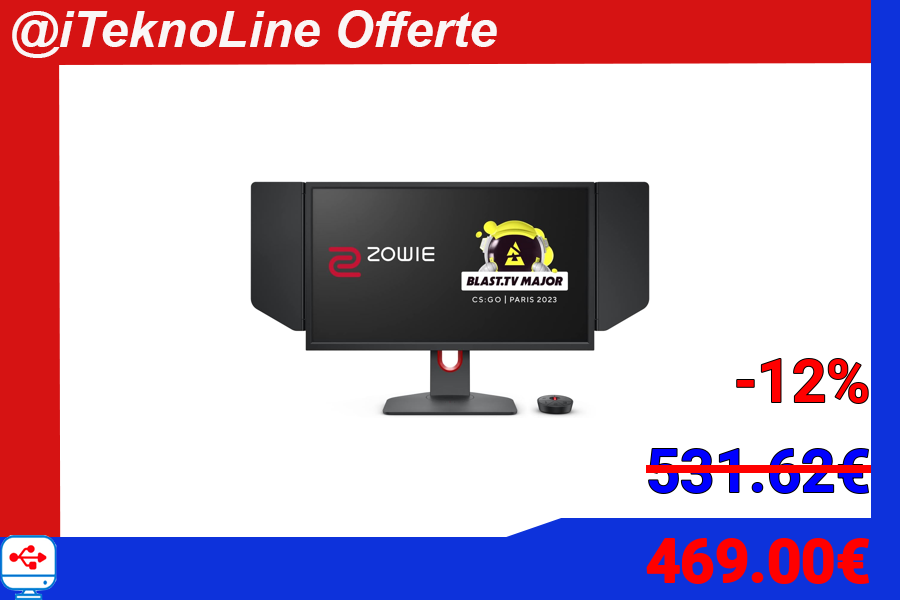 @iTeknoLine Offerte
ZOWIE
BLAST.TV MAJOR
CS:GO | PARIS 2023
-12%
531.62€
469.00€